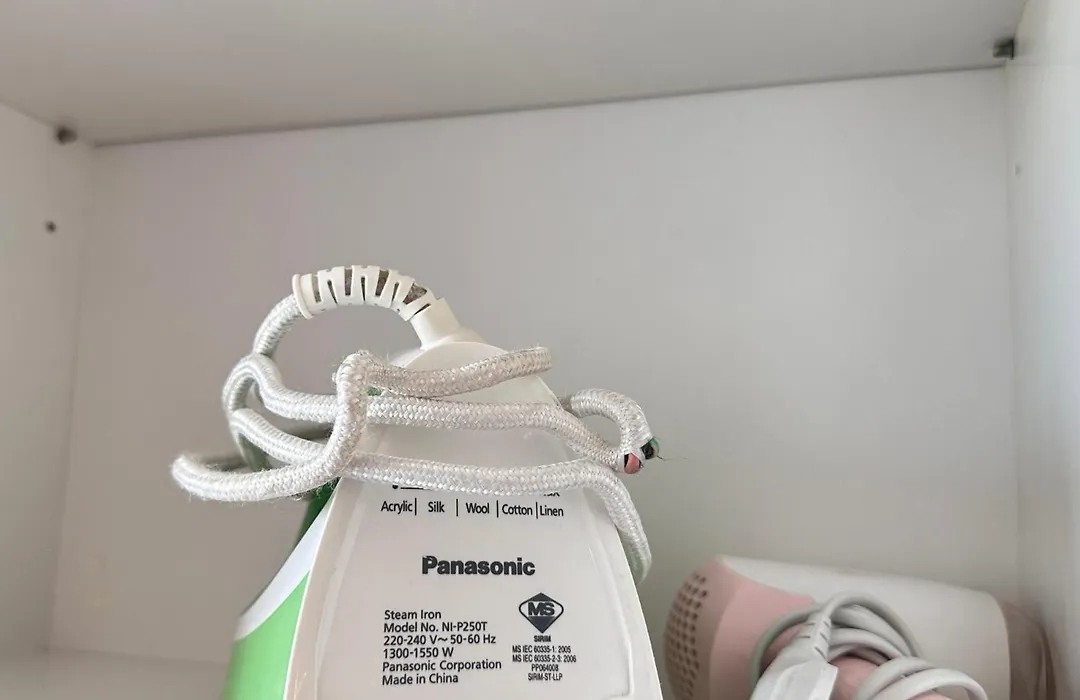 Acrylic | Silk | Wool | Cotton | Linen
Panasonic
Steam Iron
Model No. NI-P250T
220-240 V~ 50-60 Hz
1300-1550 W
Panasonic Corporation
Made in China
MS
SIRIM
MS IEC 60335-1: 2005
MS IEC 60335-2-3: 2006
PP064008
SIRIM-ST-LLP